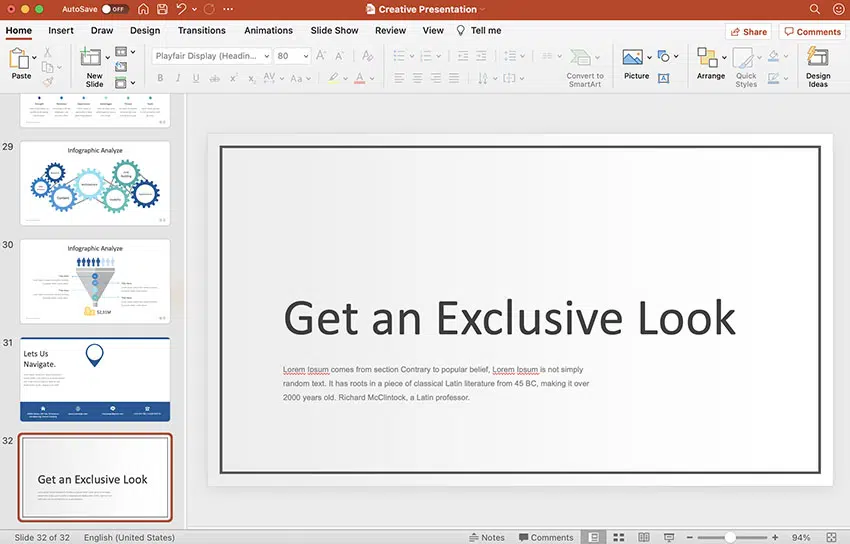 AutoSave OFF
Creative Presentation
Home Insert Draw Design Transitions Animations Slide Show Review View Tell me
Share Comments
Paste
New
Slide
Playfair Display (Headin... 80
B I U ab
Aa
Convert to
SmartArt
Picture
Arrange
Quick
Styles
Design
Ideas
29
Infographic Analyze
30
Infographic Analyze
31
Lets Us
Navigate.
32
Get an Exclusive Look
Get an Exclusive Look
Lorem Ipsum comes from section Contrary to popular belief, Lorem Ipsum is not simply
random text. It has roots in a piece of classical Latin literature from 45 BC, making it over
2000 years old. Richard McClintock, a Latin professor.
Slide 32 of 32 English (United States)
Notes Comments
94%